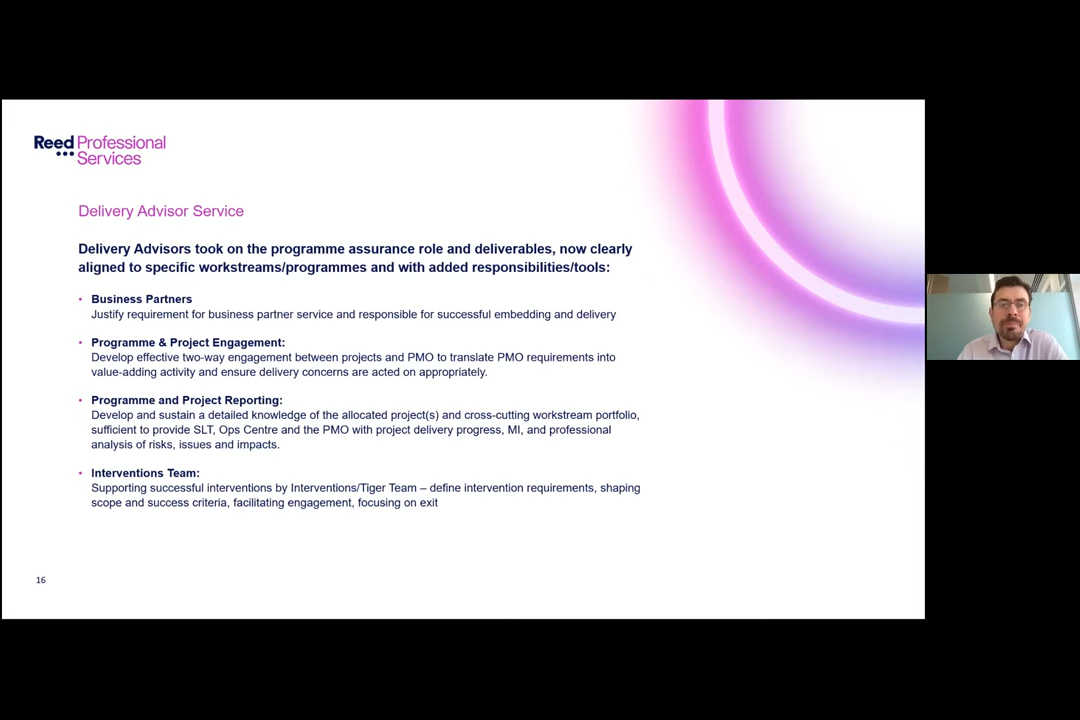 Reed Professional
Services
Delivery Advisor Service
Delivery Advisors took on the programme assurance role and deliverables, now clearly
aligned to specific workstreams/programmes and with added responsibilities/tools:
• Business Partners
Justify requirement for business partner service and responsible for successful embedding and delivery
• Programme & Project Engagement:
Develop effective two-way engagement between projects and PMO to translate PMO requirements into
value-adding activity and ensure delivery concerns are acted on appropriately.
• Programme and Project Reporting:
Develop and sustain a detailed knowledge of the allocated project(s) and cross-cutting workstream portfolio,
sufficient to provide SLT, Ops Centre and the PMO with project delivery progress, MI, and professional
analysis of risks, issues and impacts.
• Interventions Team:
Supporting successful interventions by Interventions/Tiger Team – define intervention requirements, shaping
scope and success criteria, facilitating engagement, focusing on exit
16